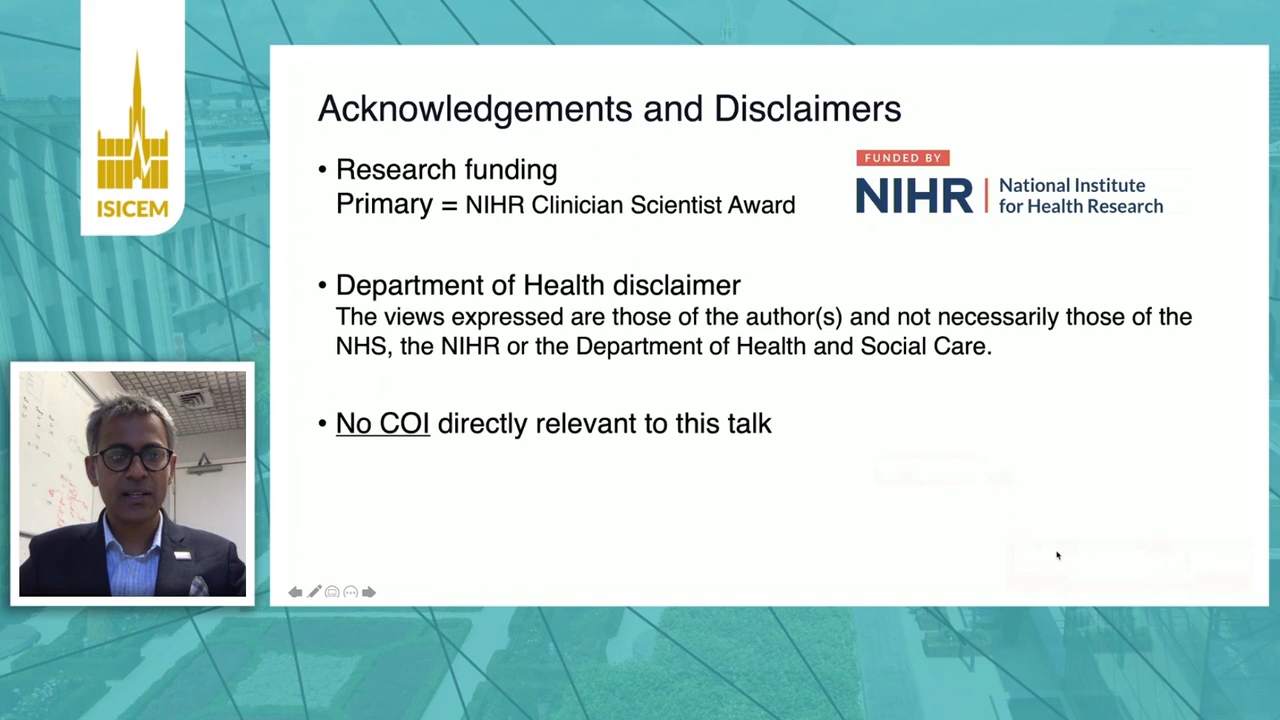 ISICEM
Acknowledgements and Disclaimers
• Research funding
Primary = NIHR Clinician Scientist Award
FUNDED BY
NIHR | National Institute
for Health Research
• Department of Health disclaimer
The views expressed are those of the author(s) and not necessarily those of the
NHS, the NIHR or the Department of Health and Social Care.
• No COI directly relevant to this talk